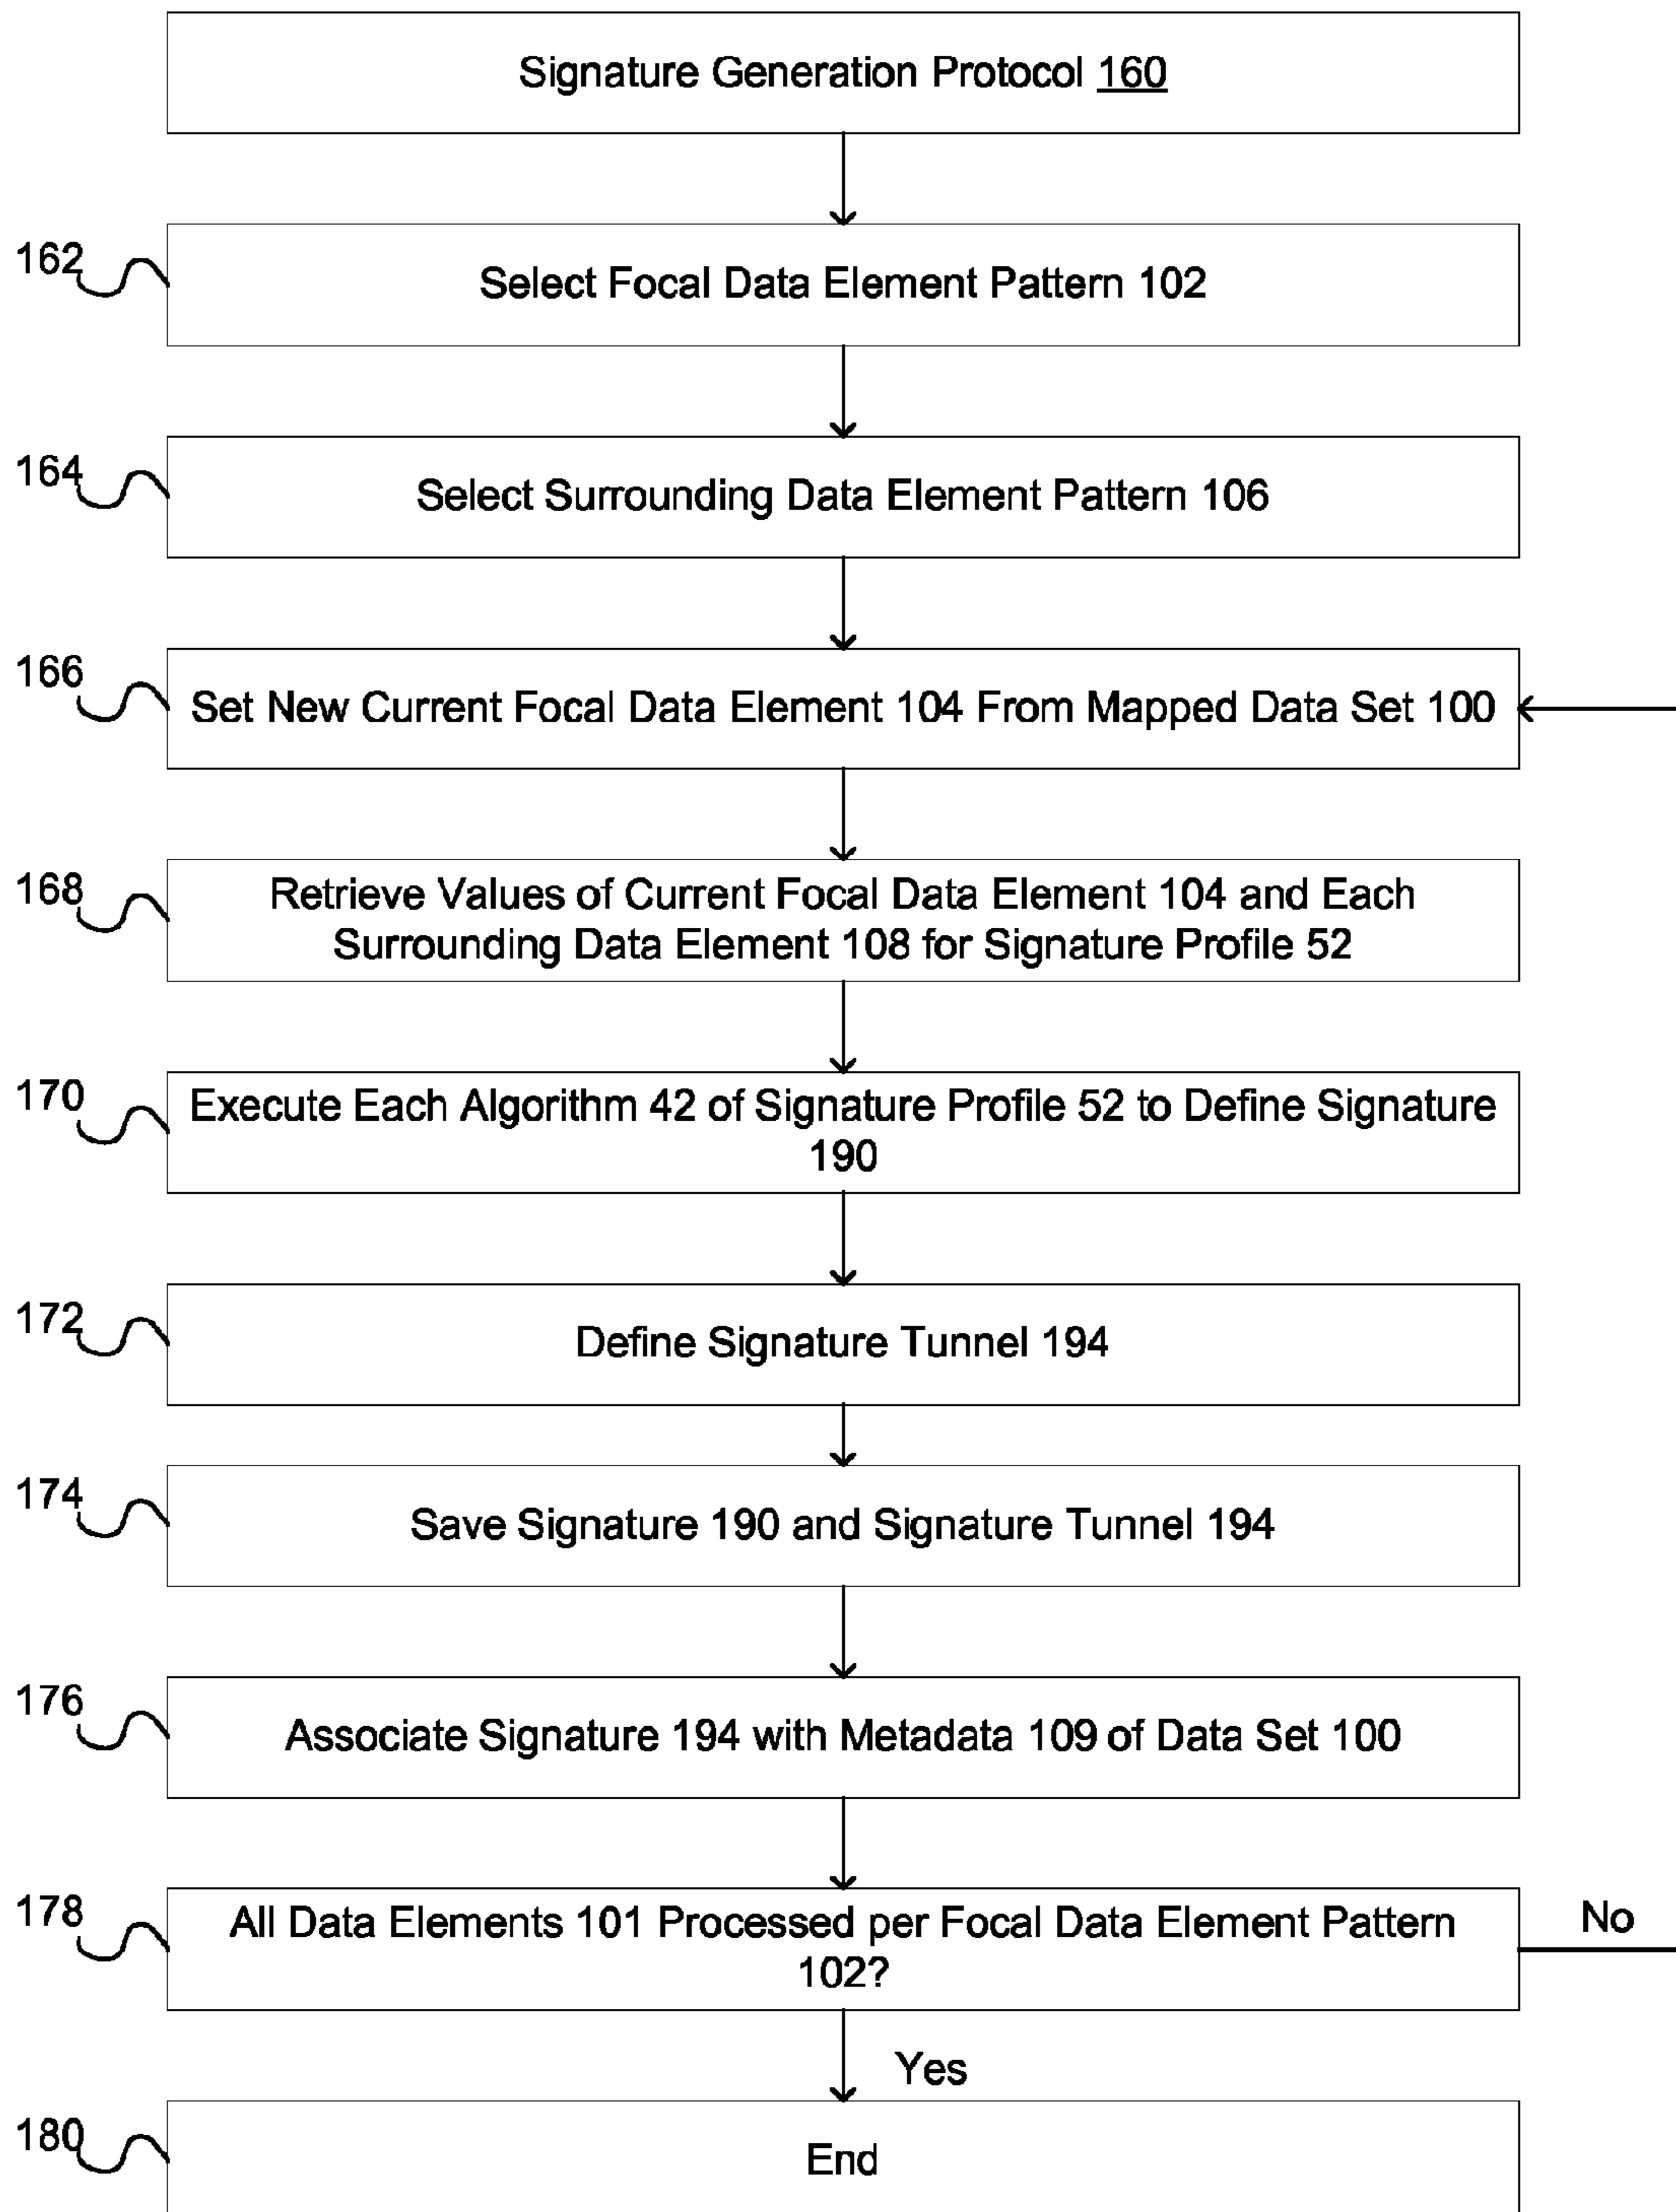 Signature Generation Protocol 160
162
Select Focal Data Element Pattern 102
164
Select Surrounding Data Element Pattern 106
166
Set New Current Focal Data Element 104 From Mapped Data Set 100
168
Retrieve Values of Current Focal Data Element 104 and Each
Surrounding Data Element 108 for Signature Profile 52
170
Execute Each Algorithm 42 of Signature Profile 52 to Define Signature
190
172
Define Signature Tunnel 194
174
Save Signature 190 and Signature Tunnel 194
176
Associate Signature 194 with Metadata 109 of Data Set 100
178
All Data Elements 101 Processed per Focal Data Element Pattern
102?
No
Yes
180
End